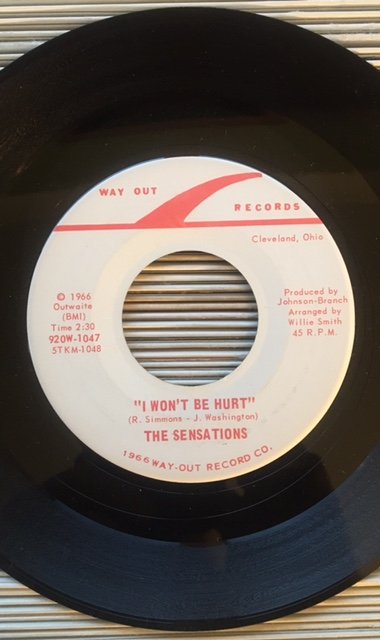 WAY OUT
RECORDS
Cleveland, Ohio
© 1966
Outwaite
(BMI)
Time 2:30
920W-1047
5TKM-1048
Produced by
Johnson-Branch
Arranged by
Willie Smith
45 R.P.M.
"I WON'T BE HURT"
(R. Simmons - J. Washington)
THE SENSATIONS
1966 WAY-OUT RECORD CO.